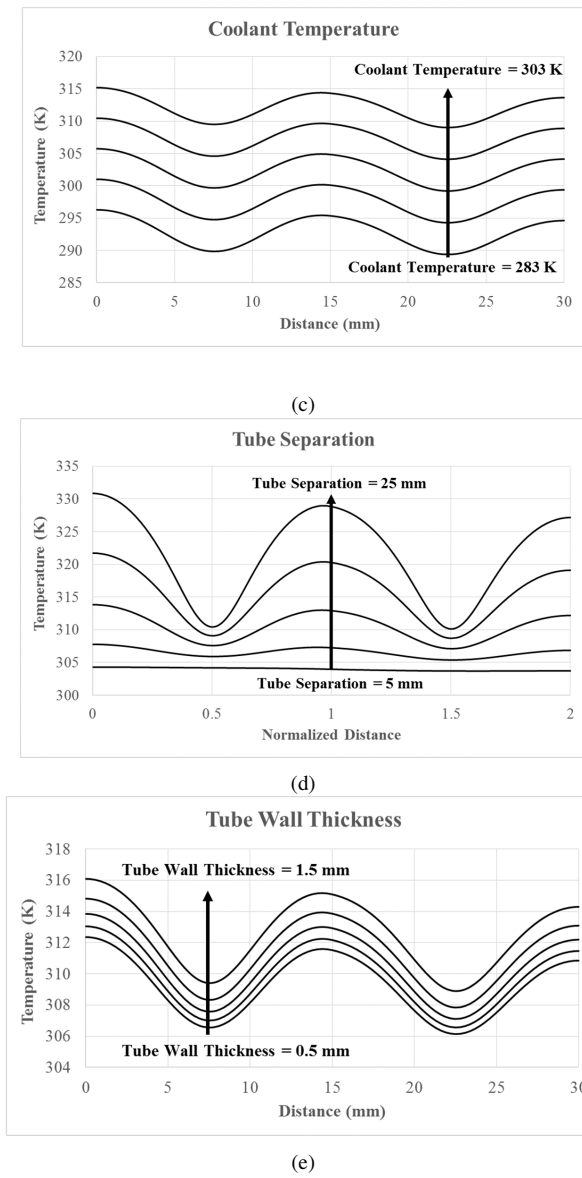 Coolant Temperature
320
315
310
305
300
295
290
285
Temperature (K)
Coolant Temperature = 303 K
Coolant Temperature = 283 K
0 5 10 15 20 25 30
Distance (mm)
(c)
Tube Separation
335
330
325
320
315
310
305
300
Temperature (K)
Tube Separation = 25 mm
Tube Separation = 5 mm
0 0.5 1 1.5 2
Normalized Distance
(d)
Tube Wall Thickness
318
316
314
312
310
308
306
304
Temperature (K)
Tube Wall Thickness = 1.5 mm
Tube Wall Thickness = 0.5 mm
0 5 10 15 20 25 30
Distance (mm)
(e)